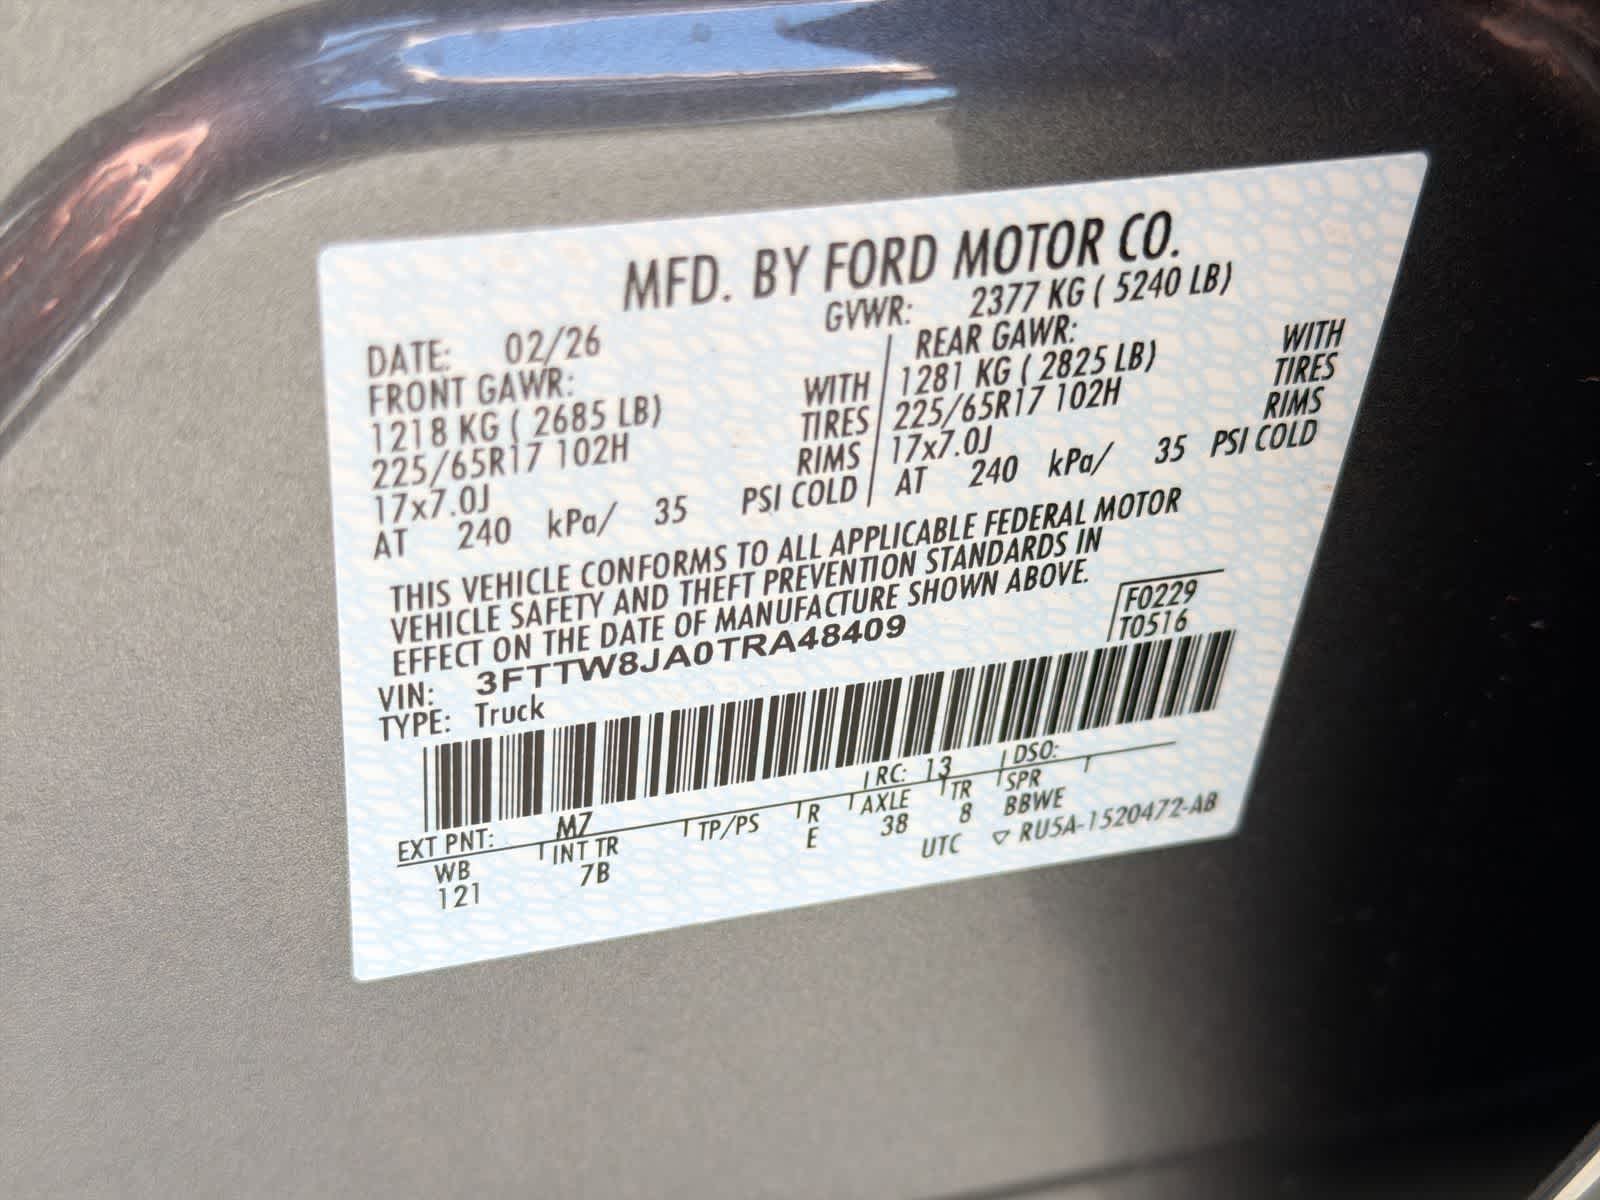 MFD. BY FORD MOTOR CO.
DATE: 02/26 GVWR: 2377 KG ( 5240 LB)
FRONT GAWR: REAR GAWR:
1218 KG ( 2685 LB) WITH 1281 KG ( 2825 LB) WITH
225/65R17 102H TIRES 225/65R17 102H TIRES
17x7.0J RIMS 17x7.0J RIMS
AT 240 kPa/ 35 PSI COLD AT 240 kPa/ 35 PSI COLD
THIS VEHICLE CONFORMS TO ALL APPLICABLE FEDERAL MOTOR
VEHICLE SAFETY AND THEFT PREVENTION STANDARDS IN
EFFECT ON THE DATE OF MANUFACTURE SHOWN ABOVE.
VIN: 3FTTW8JA0TRA48409 F0229
TYPE: Truck T0516
EXT PNT: MZ RC: 13 DSO:
WB INT TR TP/PS R AXLE TR SPR
121 7B E 38 8 BBWE
UTC ▽ RU5A-1520472-AB